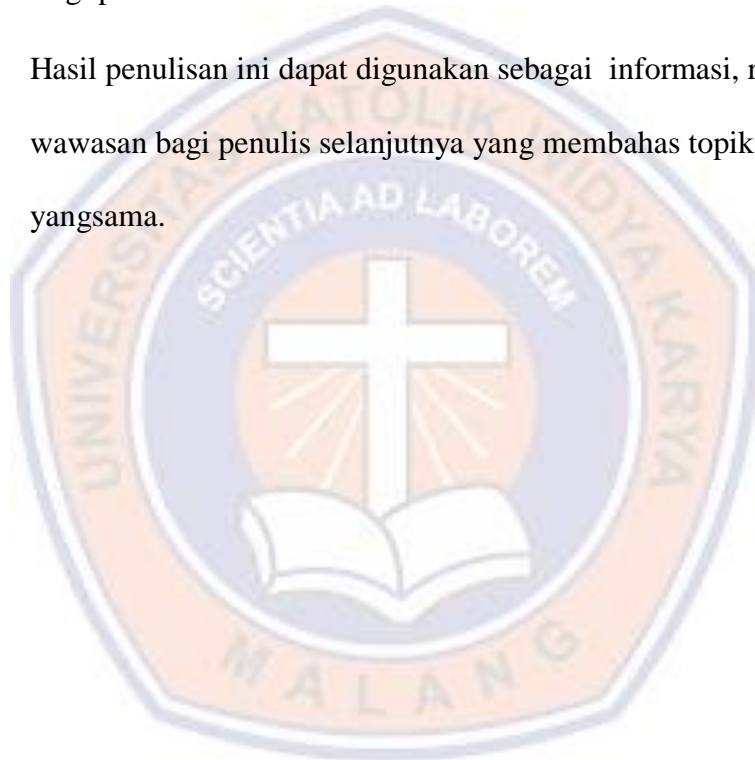 Hasil penulisan ini dapat digunakan sebagai informasi,
wawasan bagi penulis selanjutnya yang membahas topik
yangsama.
UNIVERSITAS KATOLIK WIDYA KARYA
SCIENTIA AD LABOREM
MALANG